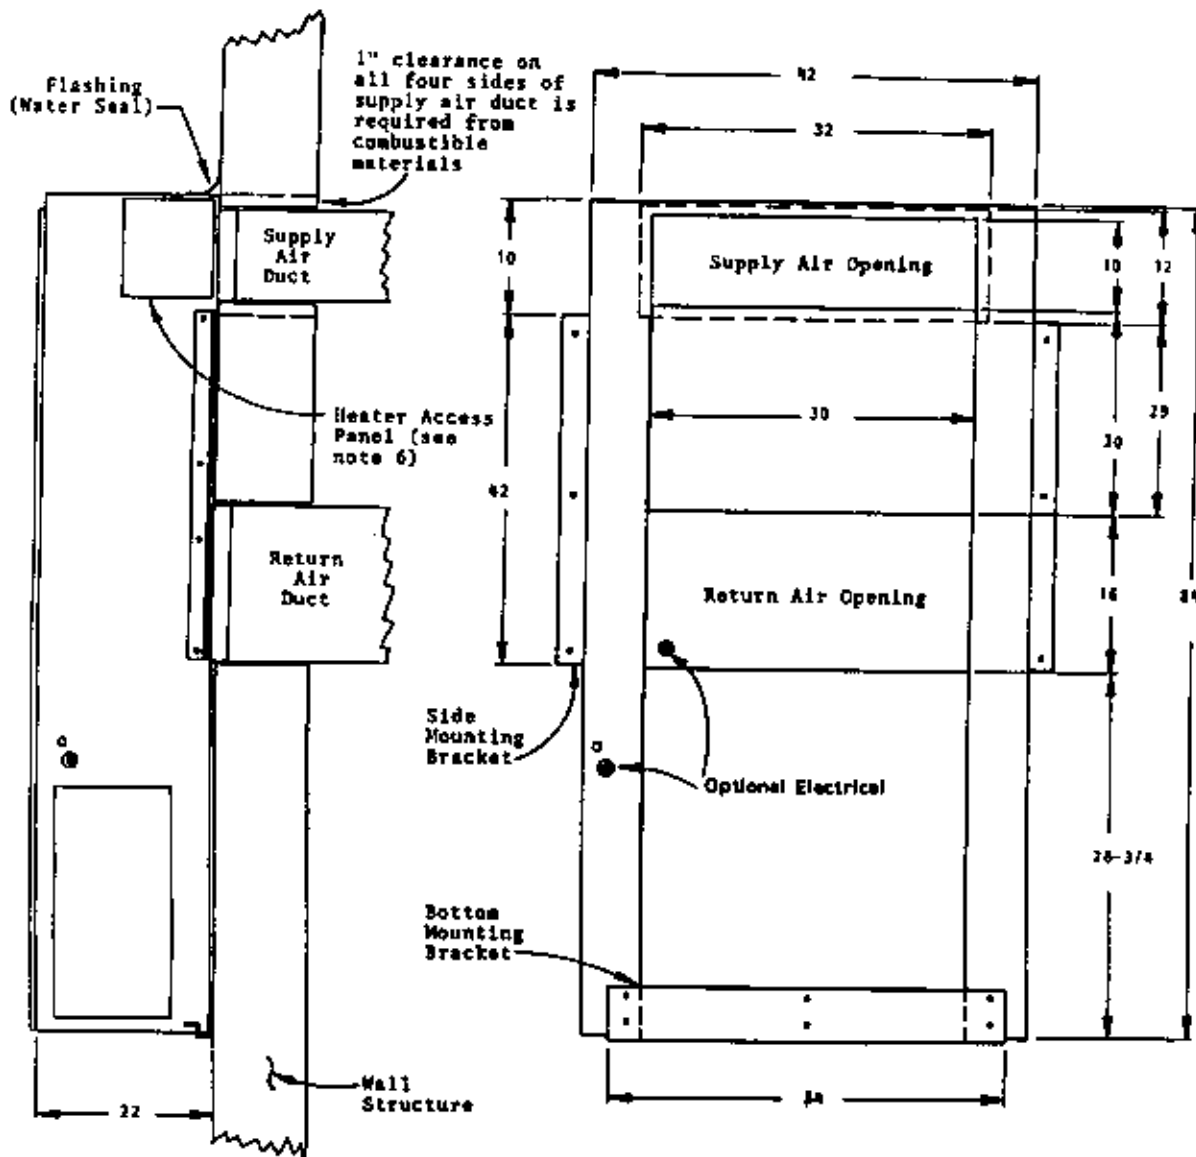 Flashing
(Water Seal)
1" clearance on
all four sides of
supply air duct is
required from
combustible
materials
Supply
Air
Duct
Heater Access
Panel (see
note 6)
Return
Air
Duct
22
Wall
Structure
42
32
10
Supply Air Opening
10
12
30
29
42
Return Air Opening
16
Side
Mounting
Bracket
Optional Electrical
28-3/4
Bottom
Mounting
Bracket